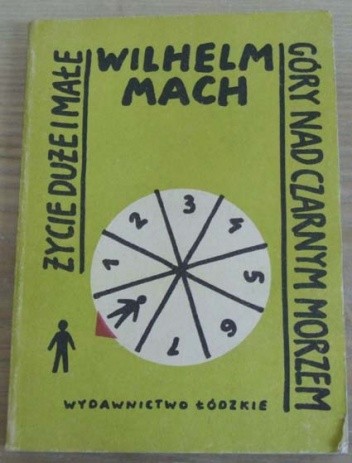 WILHELM
MACH
ŻYCIE DUŻE I MAŁE
GÓRY NAD CZARNYM MORZEM
1
2
3
4
5
6
7
WYDAWNICTWO ŁÓDZKIE